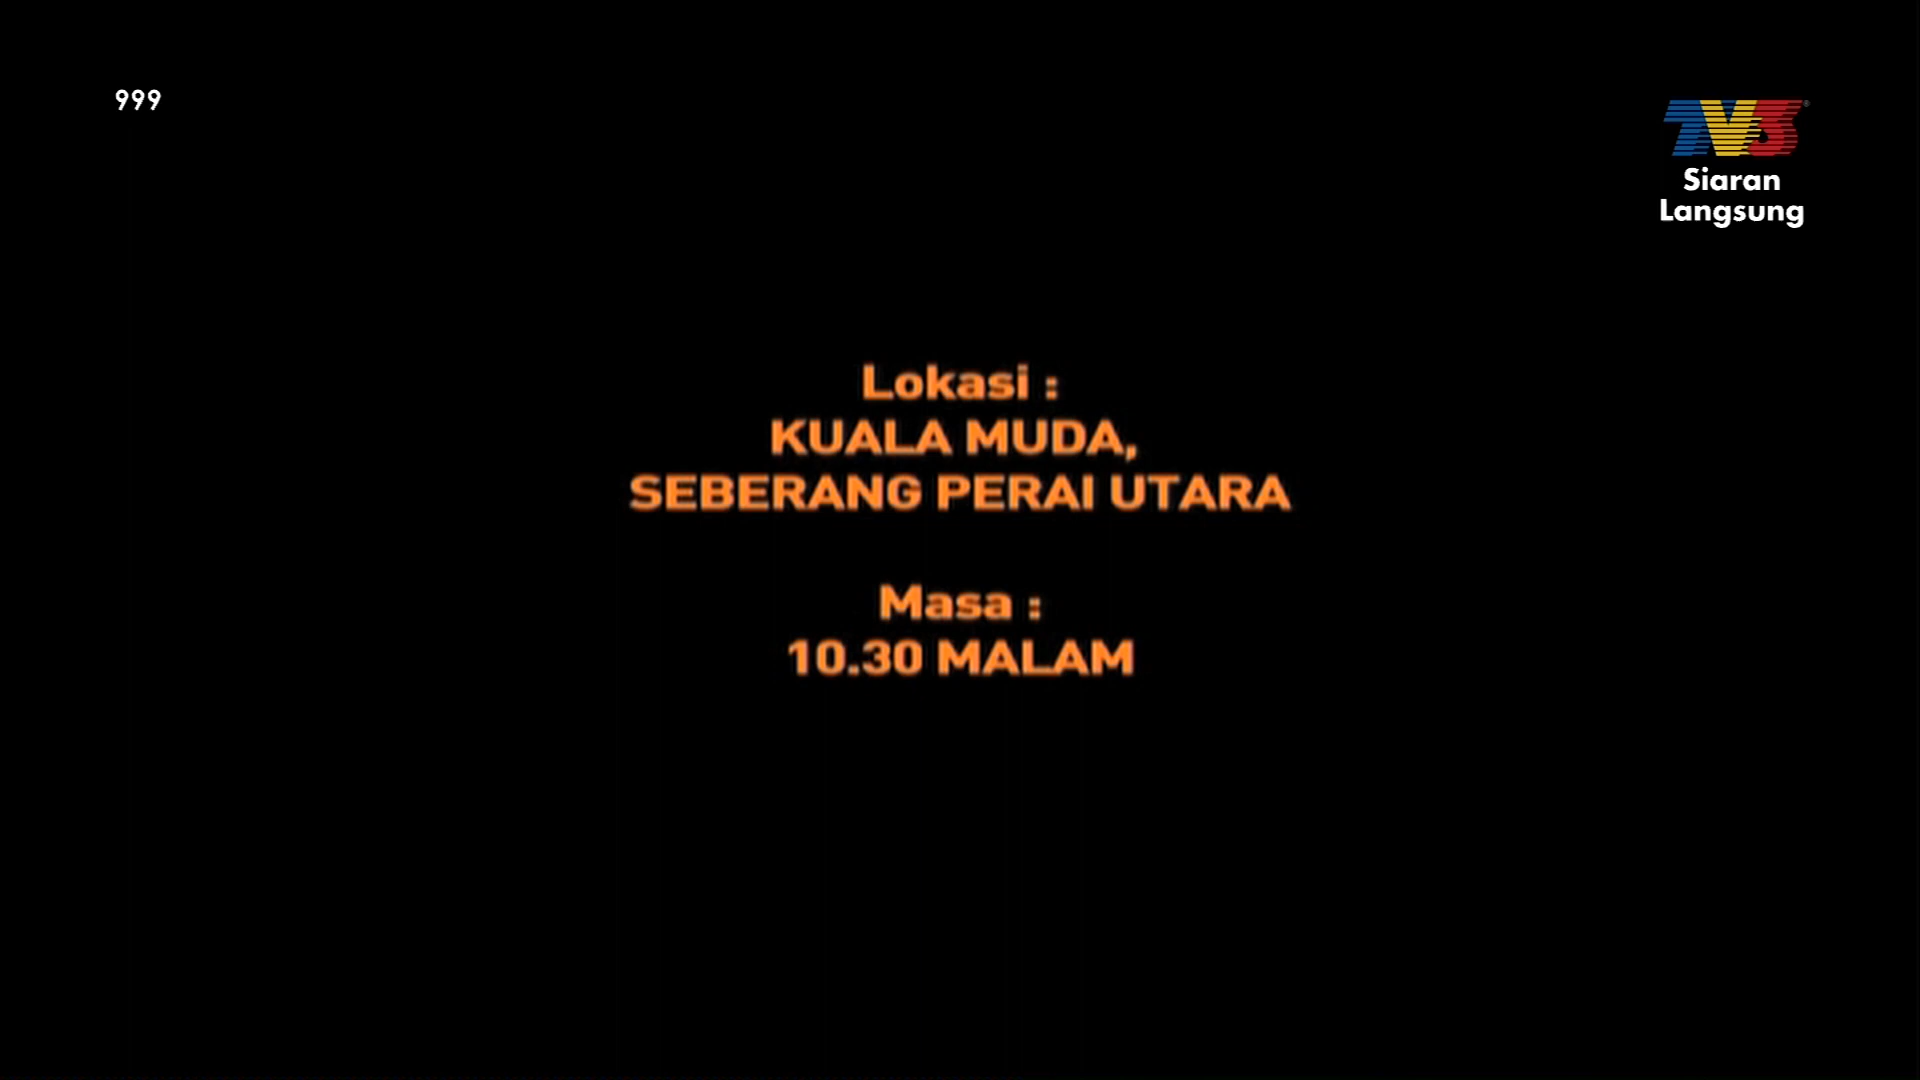 999
TV3
Siaran
Langsung
Lokasi :
KUALA MUDA,
SEBERANG PERAI UTARA
Masa :
10.30 MALAM